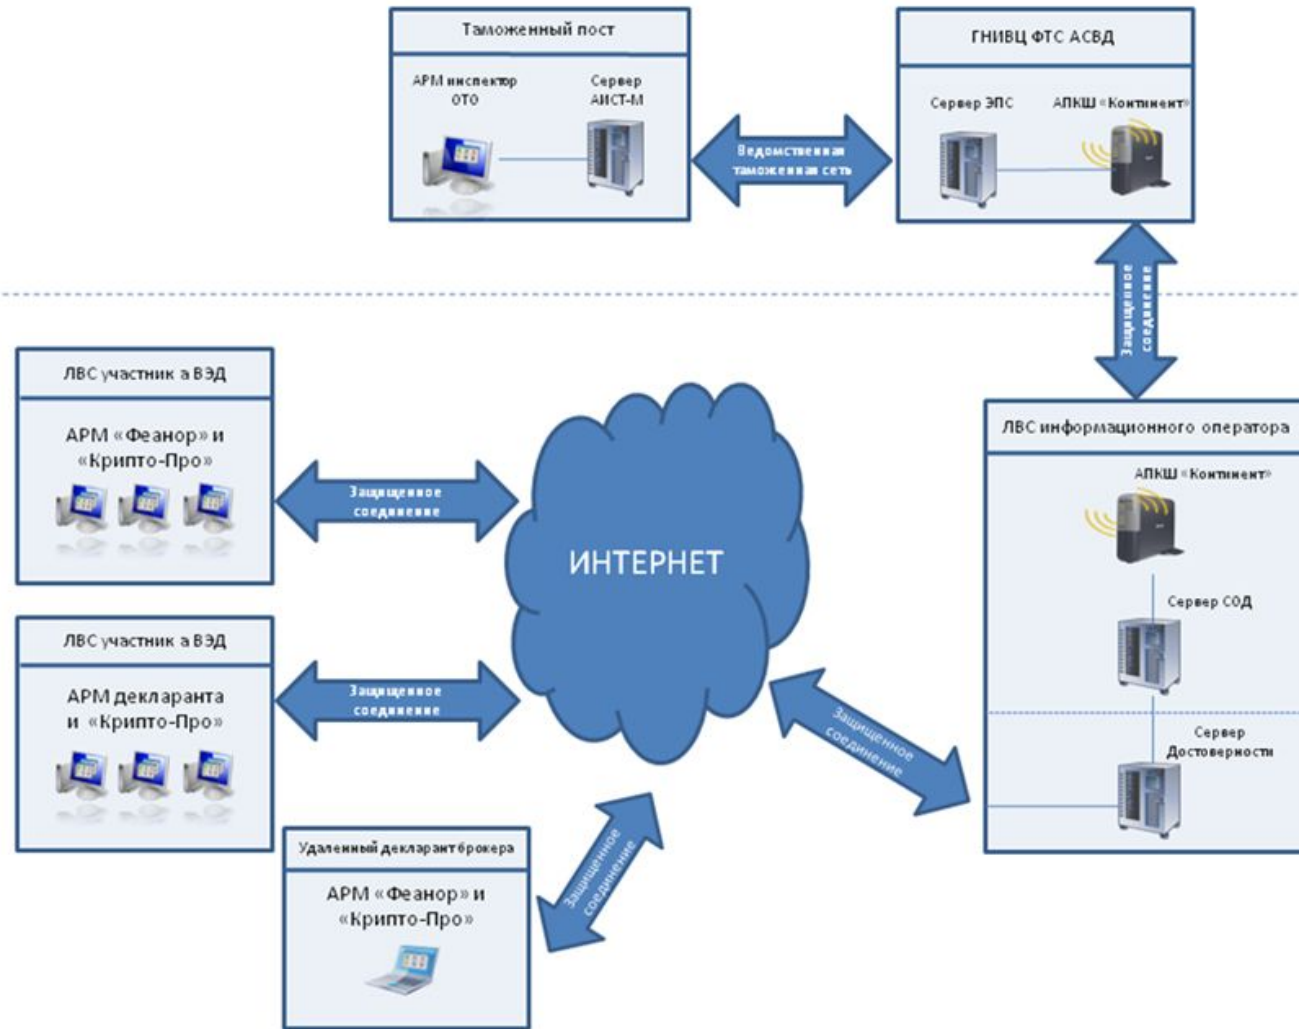 Таможенный пост
АРМ инспектор
ОТО
Сервер
АИСТ-М
Ведомственная
таможенная сеть
ГНИВЦ ФТС АСВД
Сервер ЭПС
АПКШ «Континент»
Защищенное
соединение
ЛВС участник а ВЭД
АРМ «Феанор» и
«Крипто-Про»
Защищенное
соединение
ИНТЕРНЕТ
ЛВС информационного оператора
АПКШ «Континент»
Сервер СОД
Сервер
Достоверности
ЛВС участник а ВЭД
АРМ декларанта
и «Крипто-Про»
Защищенное
соединение
Защищенное
соединение
Удаленный декларант брокера
АРМ «Феанор» и
«Крипто-Про»
Защищенное
соединение